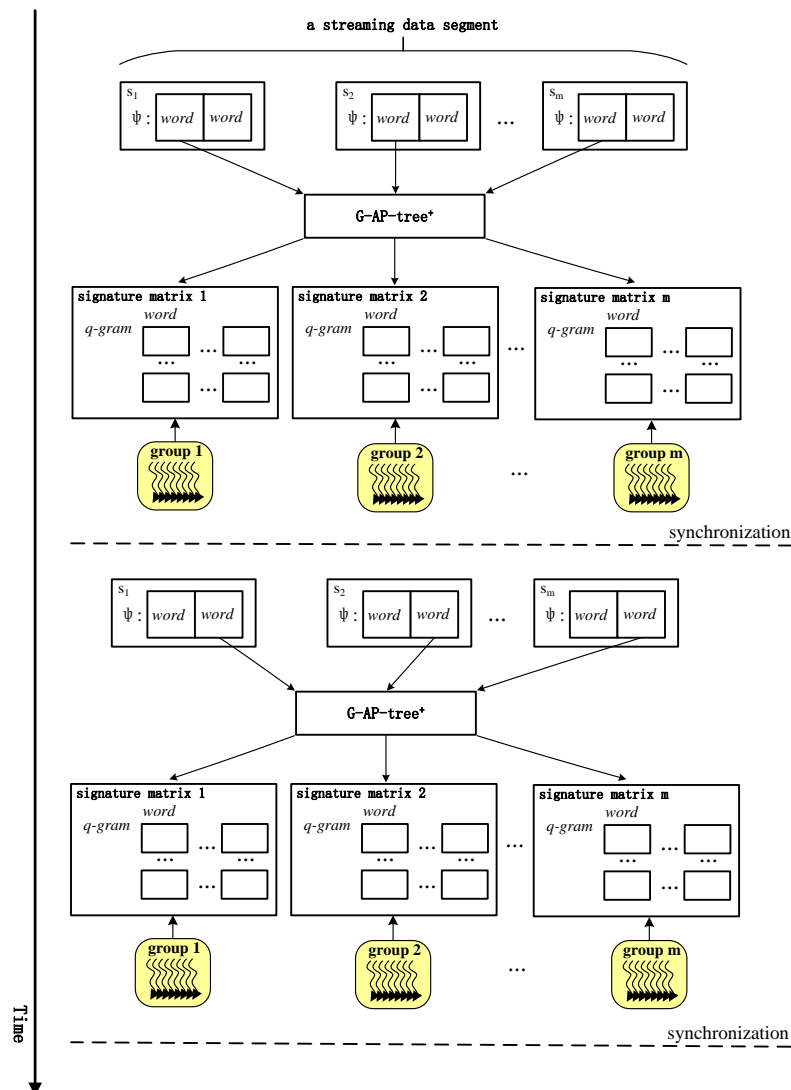 a streaming data segment
s1 s2 sm
ψ : word word ψ : word word ... ψ : word word
G-AP-tree+
signature matrix 1 signature matrix 2 signature matrix m
word word word
q-gram ... q-gram ... q-gram ...
... ... ... ... ... ... ...
... ... ...
group 1 group 2 group m
...
synchronization
s1 s2 sm
ψ : word word ψ : word word ... ψ : word word
G-AP-tree+
signature matrix 1 signature matrix 2 signature matrix m
word word word
q-gram ... q-gram ... q-gram ...
... ... ... ... ... ... ...
... ... ...
group 1 group 2 group m
...
synchronization
Time